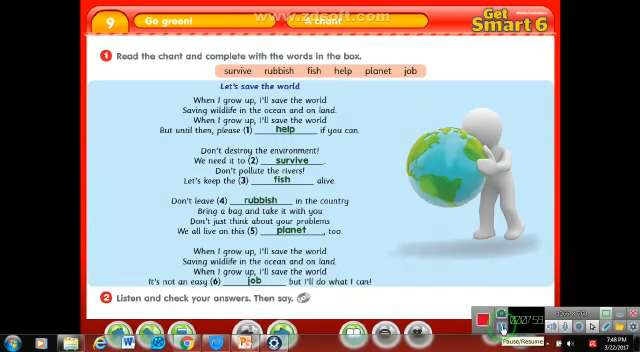 www.zdsoft.com
9 Go green! A chant
Get
Smart 6
1 Read the chant and complete with the words in the box.
survive rubbish fish help planet job
Let's save the world
When I grow up, I'll save the world
Saving wildlife in the ocean and on land.
When I grow up, I'll save the world
But until then, please (1) help if you can.
Don't destroy the environment!
We need it to (2) survive.
Don't pollute the rivers!
Let's keep the (3) fish alive.
Don't leave (4) rubbish in the country
Bring a bag and take it with you
Don't just think about your problems
We all live on this (5) planet, too.
When I grow up, I'll save the world
Saving wildlife in the ocean and on land.
When I grow up, I'll save the world
It's not an easy (6) job but I'll do what I can!
2 Listen and check your answers. Then say.
Pause/Resume
7:48 PM
3/22/2017